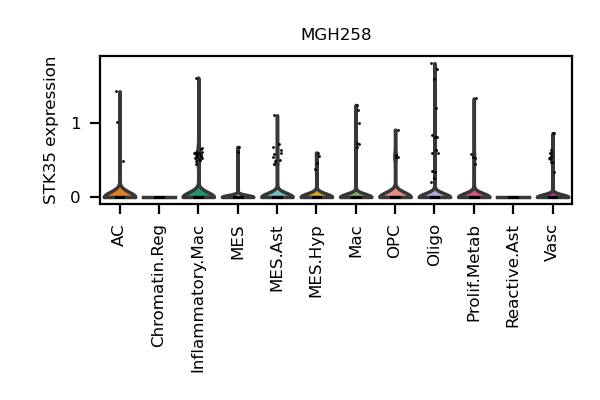 MGH258
STK35 expression
1
0
AC
Chromatin.Reg
Inflammatory.Mac
MES
MES.Ast
MES.Hyp
Mac
OPC
Oligo
Prolif.Metab
Reactive.Ast
Vasc